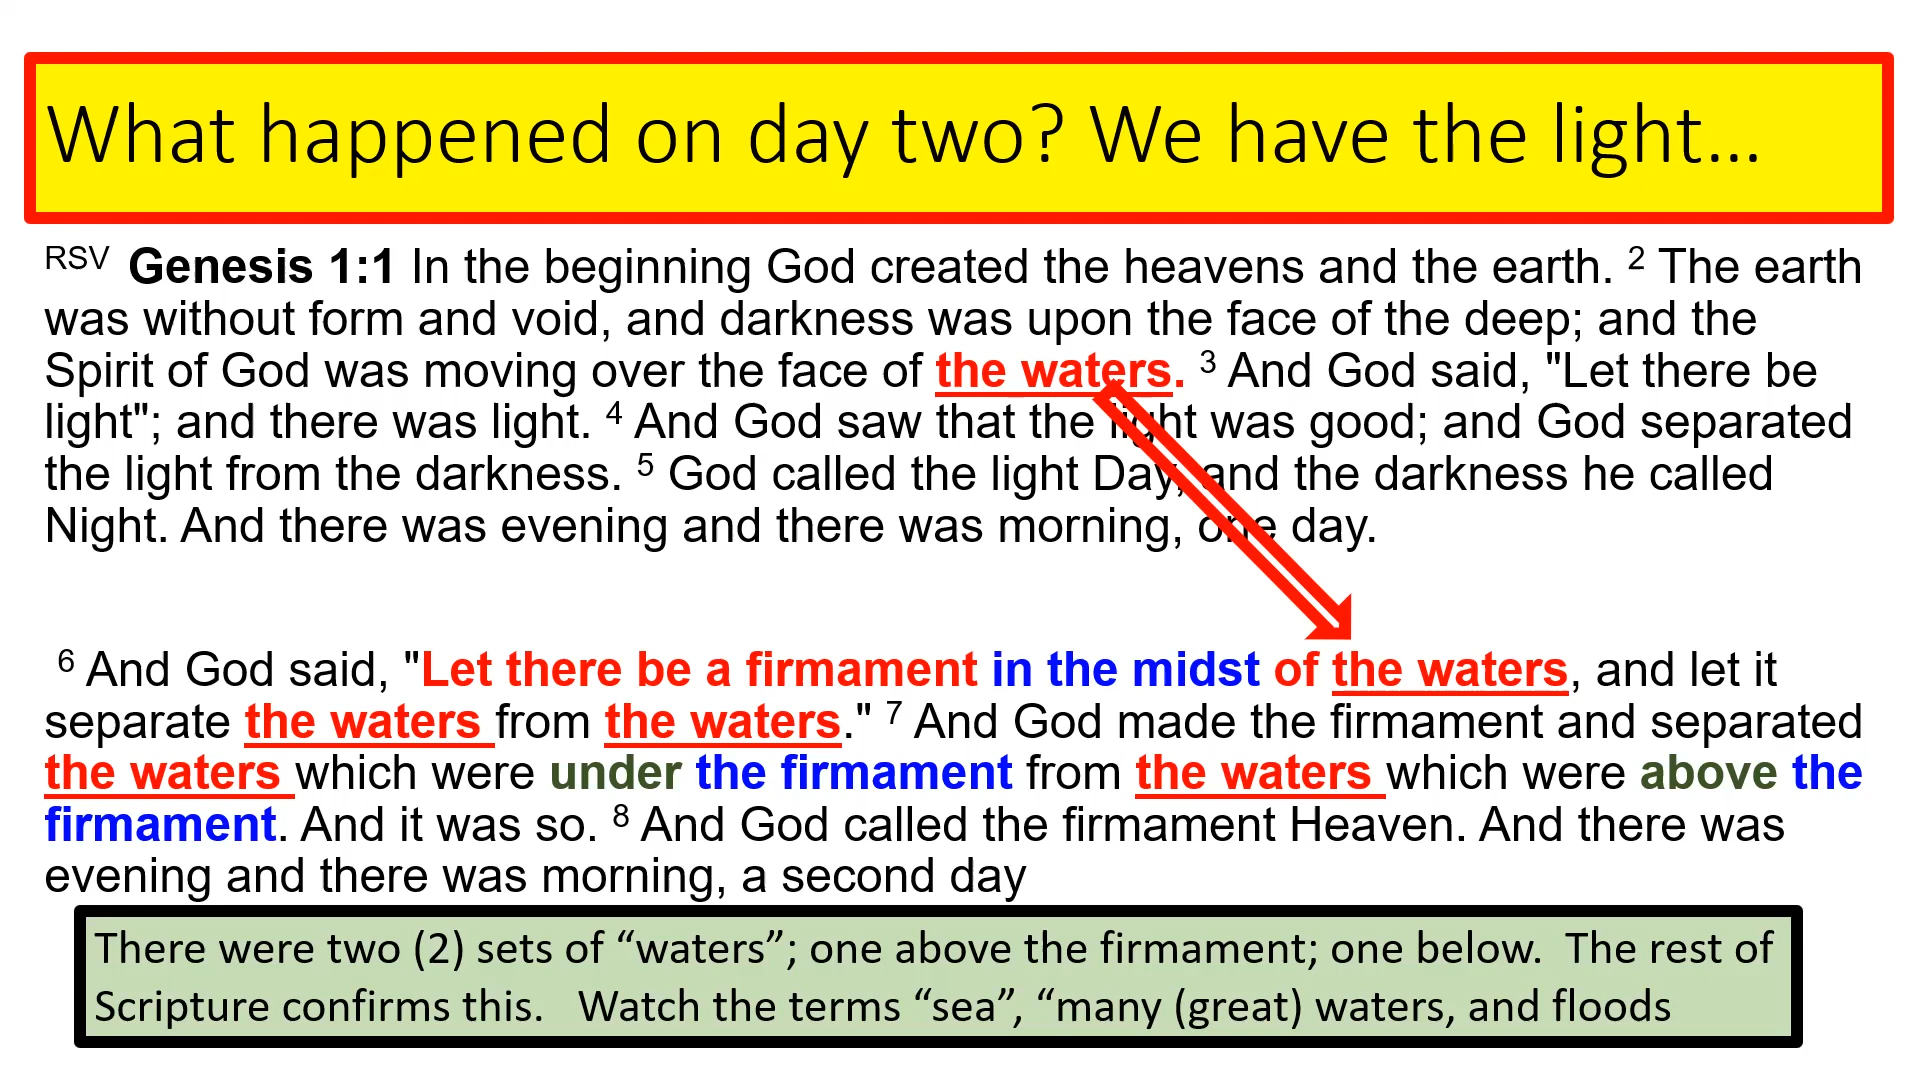 What happened on day two? We have the light...
RSV Genesis 1:1 In the beginning God created the heavens and the earth. 2 The earth
was without form and void, and darkness was upon the face of the deep; and the
Spirit of God was moving over the face of the waters. 3 And God said, "Let there be
light"; and there was light. 4 And God saw that the light was good; and God separated
the light from the darkness. 5 God called the light Day, and the darkness he called
Night. And there was evening and there was morning, one day.
6 And God said, "Let there be a firmament in the midst of the waters, and let it
separate the waters from the waters." 7 And God made the firmament and separated
the waters which were under the firmament from the waters which were above the
firmament. And it was so. 8 And God called the firmament Heaven. And there was
evening and there was morning, a second day
There were two (2) sets of “waters”; one above the firmament; one below. The rest of
Scripture confirms this. Watch the terms “sea”, “many (great) waters, and floods